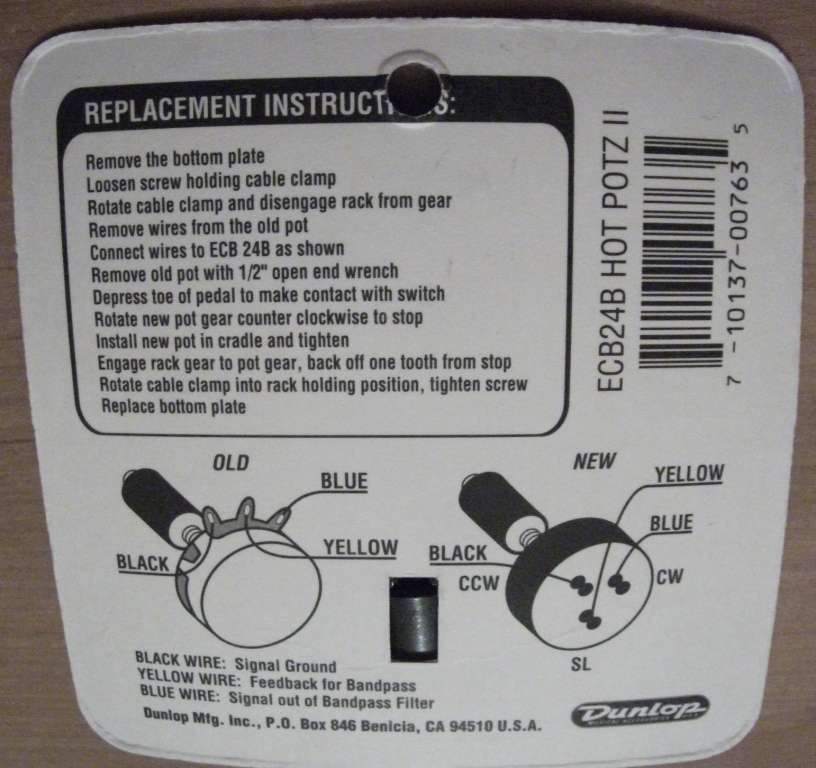 REPLACEMENT INSTRUCT S:
Remove the bottom plate
Loosen screw holding cable clamp
Rotate cable clamp and disengage rack from gear
Remove wires from the old pot
Connect wires to ECB 24B as shown
Remove old pot with 1/2" open end wrench
Depress toe of pedal to make contact with switch
Rotate new pot gear counter clockwise to stop
Install new pot in cradle and tighten
Engage rack gear to pot gear, back off one tooth from stop
Rotate cable clamp into rack holding position, tighten screw
Replace bottom plate
ECB24B HOT POTZ II
7 -10137-00763 5
OLD
BLUE
YELLOW
BLACK
NEW
YELLOW
BLUE
BLACK
CCW
CW
SL
BLACK WIRE: Signal Ground
YELLOW WIRE: Feedback for Bandpass
BLUE WIRE: Signal out of Bandpass Filter
Dunlop Mfg. Inc., P.O. Box 846 Benicia, CA 94510 U.S.A.
Dunlop